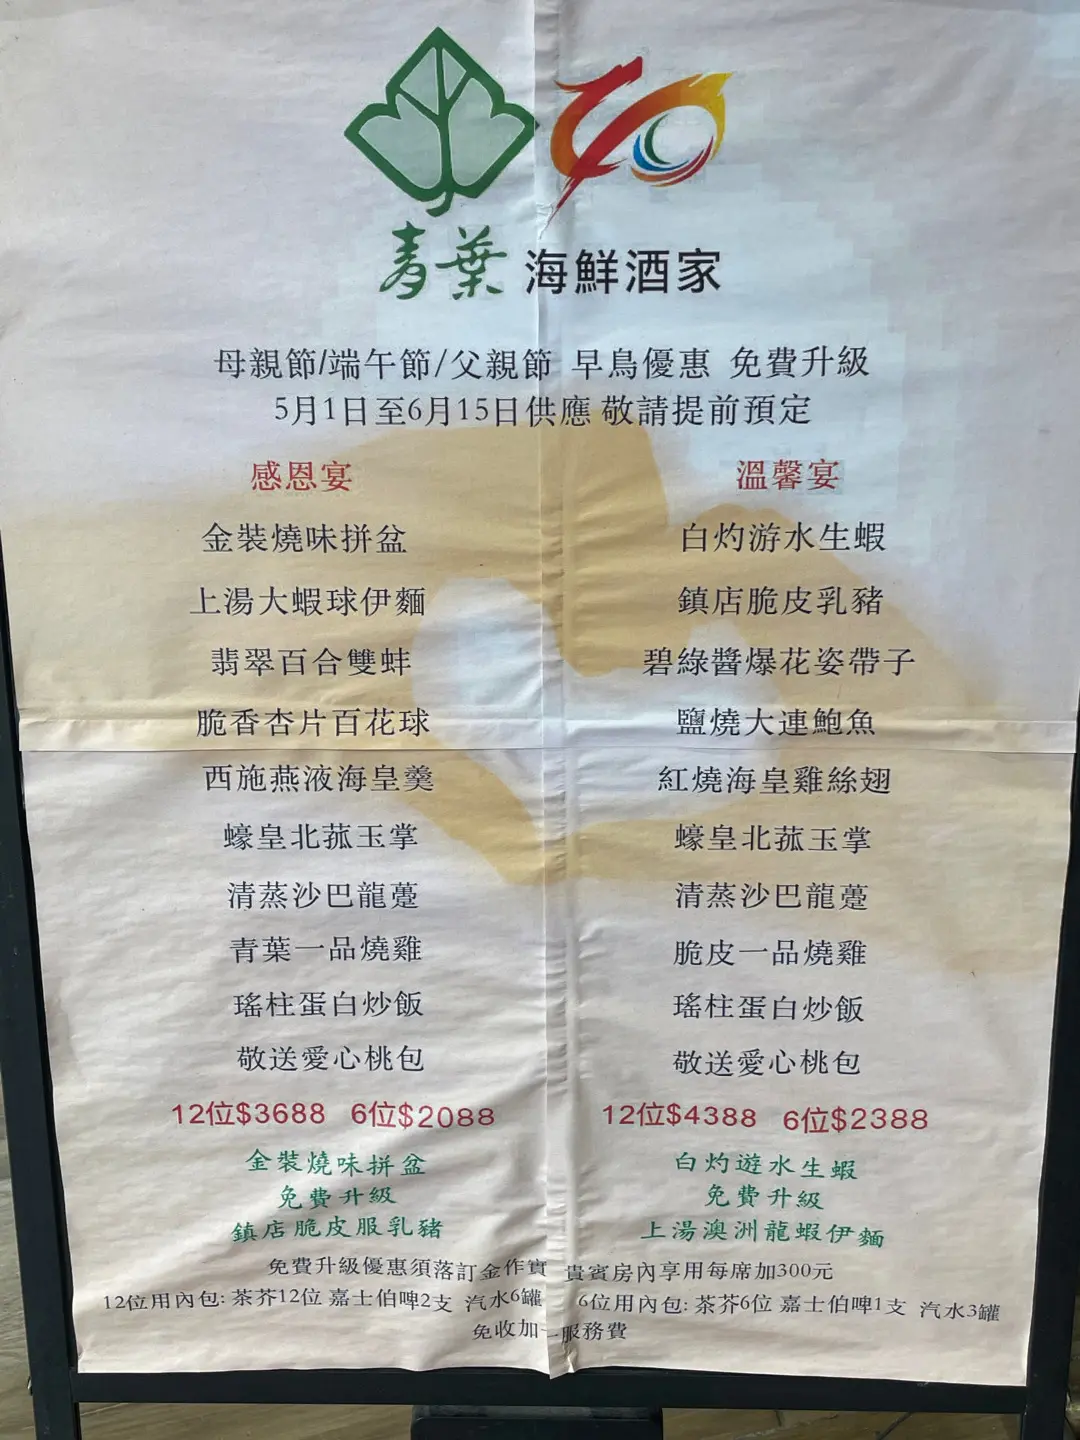 40
青葉 海鮮酒家
母親節/端午節/父親節 早鳥優惠 免費升級
5月1日至6月15日供應 敬請提前預定
感恩宴
金裝燒味拼盆
上湯大蝦球伊麵
翡翠百合雙蚌
脆香杏片百花球
西施燕液海皇羹
蠔皇北菰玉掌
清蒸沙巴龍躉
青葉一品燒雞
瑤柱蛋白炒飯
敬送愛心桃包
12位$3688 6位$2088
金裝燒味拼盆
免費升級
鎮店脆皮服乳豬
溫馨宴
白灼游水生蝦
鎮店脆皮乳豬
碧綠醬爆花姿帶子
鹽燒大連鮑魚
紅燒海皇雞絲翅
蠔皇北菰玉掌
清蒸沙巴龍躉
脆皮一品燒雞
瑤柱蛋白炒飯
敬送愛心桃包
12位$4388 6位$2388
白灼遊水生蝦
免費升級
上湯澳洲龍蝦伊麵
免費升級優惠須落訂金作實 貴賓房內享用每席加300元
12位用內包: 茶芥12位 嘉士伯啤2支 汽水6罐 6位用內包: 茶芥6位 嘉士伯啤1支 汽水3罐
免收加一服務費